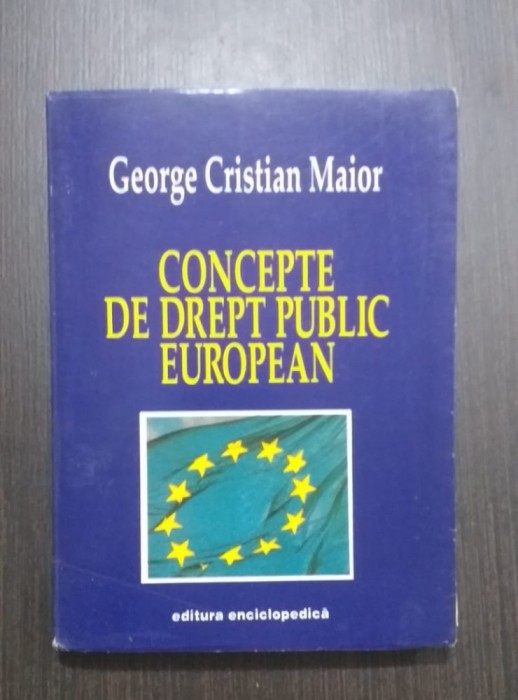 George Cristian Maior
CONCEPTE
DE DREPT PUBLIC
EUROPEAN
editura enciclopedică